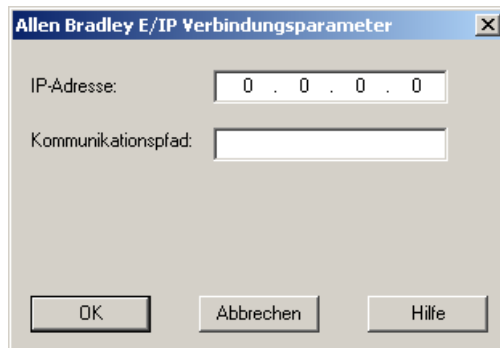 Allen Bradley E/IP Verbindungsparameter
IP-Adresse: 0 . 0 . 0 . 0
Kommunikationspfad:
OK Abbrechen Hilfe